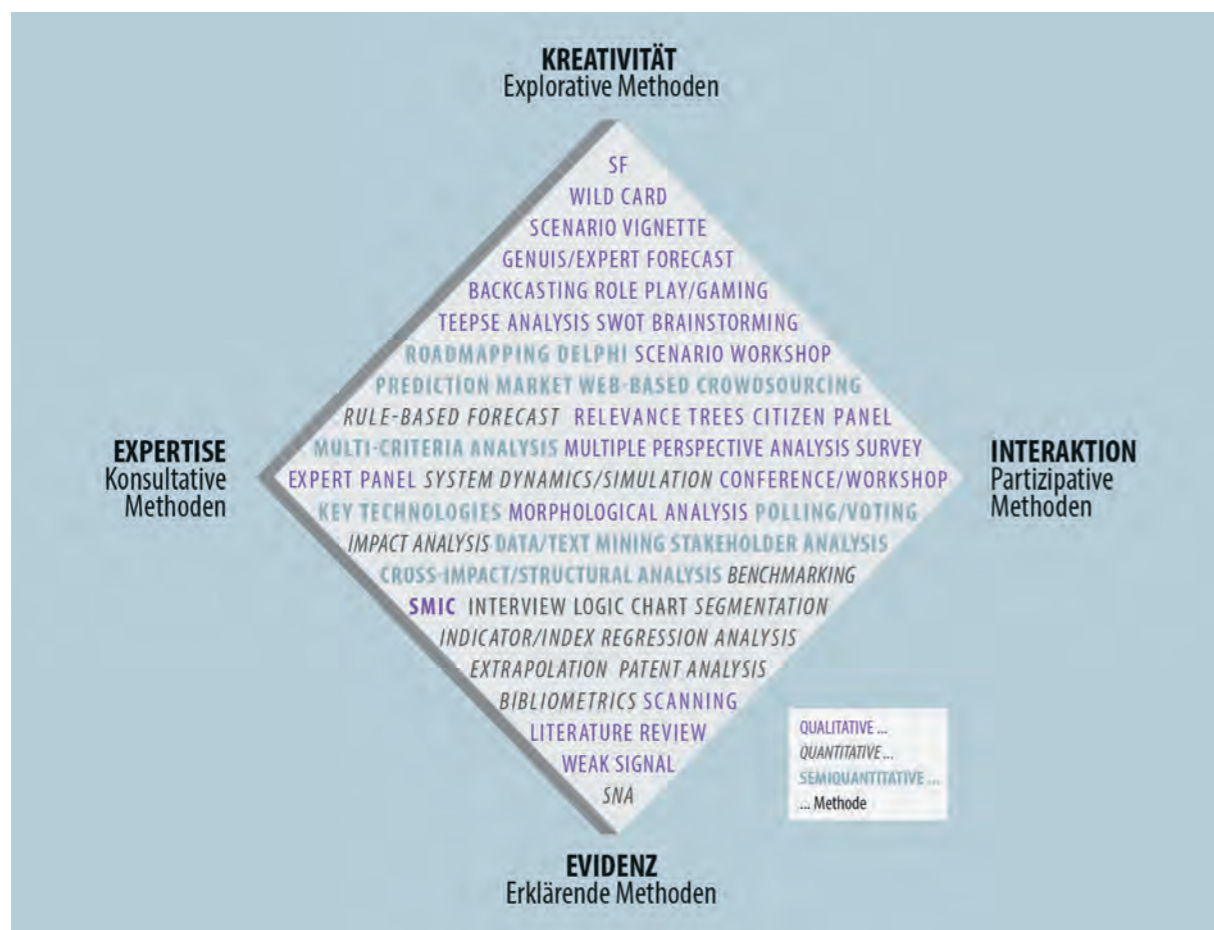 KREATIVITÄT
Explorative Methoden
SF
WILD CARD
SCENARIO VIGNETTE
GENUIS/EXPERT FORECAST
BACKCASTING ROLE PLAY/GAMING
TEEPSE ANALYSIS SWOT BRAINSTORMING
ROADMAPPING DELPHI SCENARIO WORKSHOP
PREDICTION MARKET WEB-BASED CROWDSOURCING
RULE-BASED FORECAST RELEVANCE TREES CITIZEN PANEL
MULTI-CRITERIA ANALYSIS MULTIPLE PERSPECTIVE ANALYSIS SURVEY
EXPERT PANEL SYSTEM DYNAMICS/SIMULATION CONFERENCE/WORKSHOP
KEY TECHNOLOGIES MORPHOLOGICAL ANALYSIS POLLING/VOTING
IMPACT ANALYSIS DATA/TEXT MINING STAKEHOLDER ANALYSIS
CROSS-IMPACT/STRUCTURAL ANALYSIS BENCHMARKING
SMIC INTERVIEW LOGIC CHART SEGMENTATION
INDICATOR/INDEX REGRESSION ANALYSIS
EXTRAPOLATION PATENT ANALYSIS
BIBLIOMETRICS SCANNING
LITERATURE REVIEW
WEAK SIGNAL
SNA
EXPERTISE
Konsultative
Methoden
INTERAKTION
Partizipative
Methoden
QUALITATIVE ...
QUANTITATIVE ...
SEMIQUANTITATIVE ...
... Methode
EVIDENZ
Erklärende Methoden